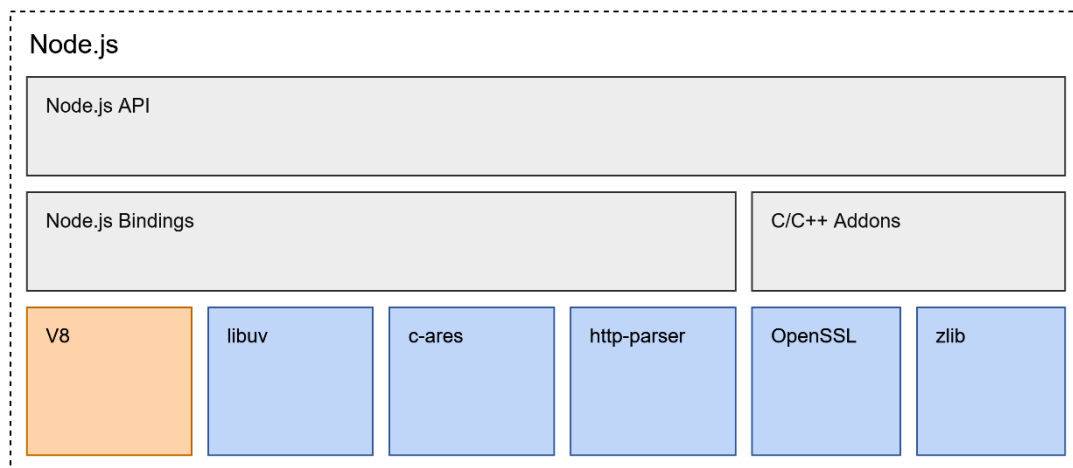 Node.js
Node.js API
Node.js Bindings
C/C++ Addons
V8
libuv
c-ares
http-parser
OpenSSL
zlib